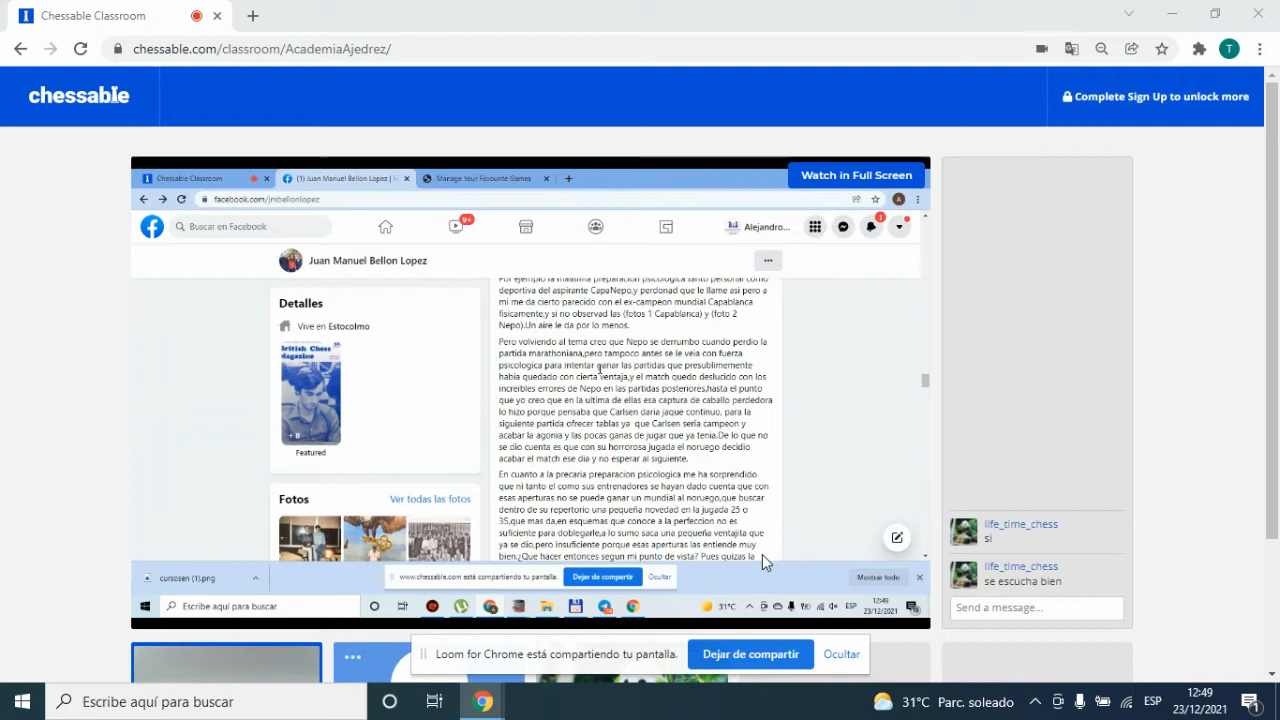 Chessable Classroom
chessable.com/classroom/AcademiaAjedrez/
T
chessable
Complete Sign Up to unlock more
Chessable Classroom
(1) Juan Manuel Bellon Lopez | F
Manage Your Favourite Games
Watch in Full Screen
facebook.com/jmbellonlopez
A
Buscar en Facebook
9+
Alejandro...
1
Juan Manuel Bellon Lopez
Detalles
Vive en Estocolmo
British Chess
Magazine
+ 8
Featured
Fotos
Ver todas las fotos
Por ejemplo la malisima preparacion psicologica tanto personal como
deportiva del aspirante CapaNepo,y perdonad que le llame asi pero a
mi me da cierto parecido con el ex-campeon mundial Capablanca
fisicamente,y si no observad las (fotos 1 Capablanca) y (foto 2
Nepo).Un aire le da por lo menos.
Pero volviendo al tema creo que Nepo se derrumbo cuando perdio la
partida marathoniana,pero tampoco antes se le veia con fuerza
psicologica para intentar ganar las partidas que presublimemente
habia quedado con cierta ventaja,y el match quedo deslucido con los
increibles errores de Nepo en las partidas posteriores,hasta el punto
que yo creo que en la ultima de ellas esa captura de caballo perdedora
lo hizo porque pensaba que Carlsen daria jaque continuo, para la
siguiente partida ofrecer tablas ya que Carlsen seria campeon y
acabar la agonia y las pocas ganas de jugar que ya tenia.De lo que no
se dio cuenta es que con su horrorosa jugada el noruego decidio
acabar el match ese dia y no esperar al siguiente.
En cuanto a la precaria preparacion psicologica me ha sorprendido
que ni tanto el como sus entrenadores se hayan dado cuenta que con
esas aperturas no se puede ganar un mundial al noruego,que buscar
dentro de su repertorio una pequeña novedad en la jugada 25 o
35,que mas da,en esquemas que conoce a la perfeccion no es
suficiente para doblegarle,a lo sumo saca una pequeña ventajita que
ya se dio,pero insuficiente porque esas aperturas las entiende muy
bien.¿Que hacer entonces segun mi punto de vista? Pues quizas la
cursosen (1).png
www.chessable.com está compartiendo tu pantalla.
Dejar de compartir
Ocultar
Mostrar todo
Escribe aquí para buscar
31°C
ESP
12:49
23/12/2021
life_time_chess
si
life_time_chess
se escucha bien
Send a message...
Loom for Chrome está compartiendo tu pantalla.
Dejar de compartir
Ocultar
Escribe aquí para buscar
31°C Parc. soleado
ESP
12:49
23/12/2021
1